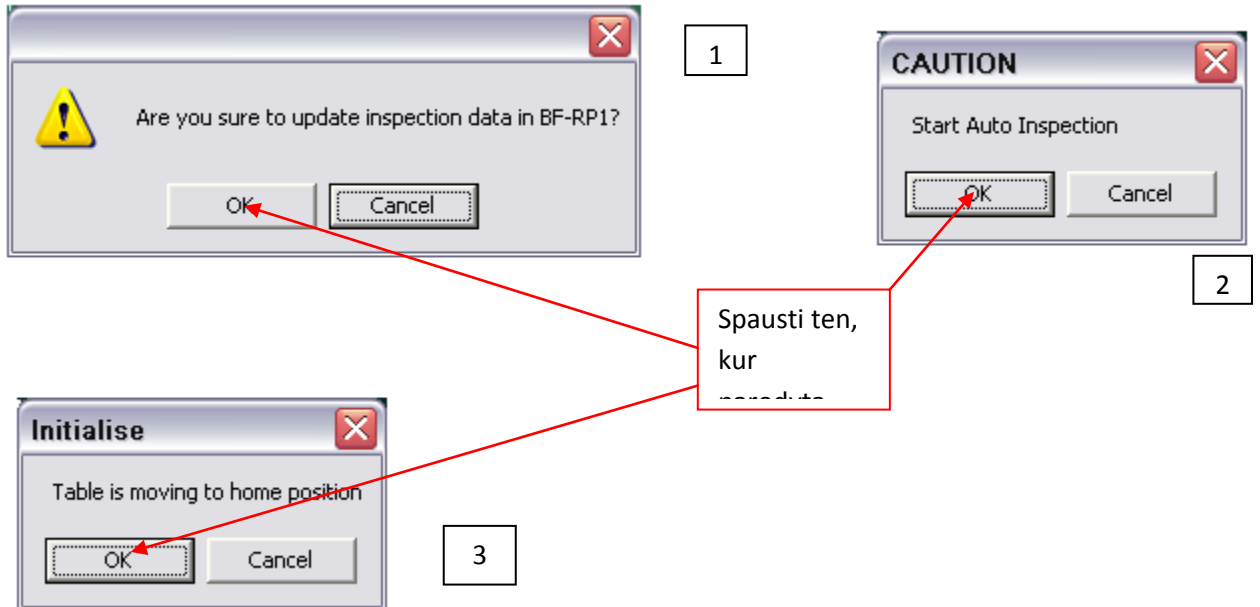 1
Are you sure to update inspection data in BF-RP1?
OK
Cancel
CAUTION
Start Auto Inspection
OK
Cancel
2
Spausti ten,
kur
Initialise
Table is moving to home position
OK
Cancel
3